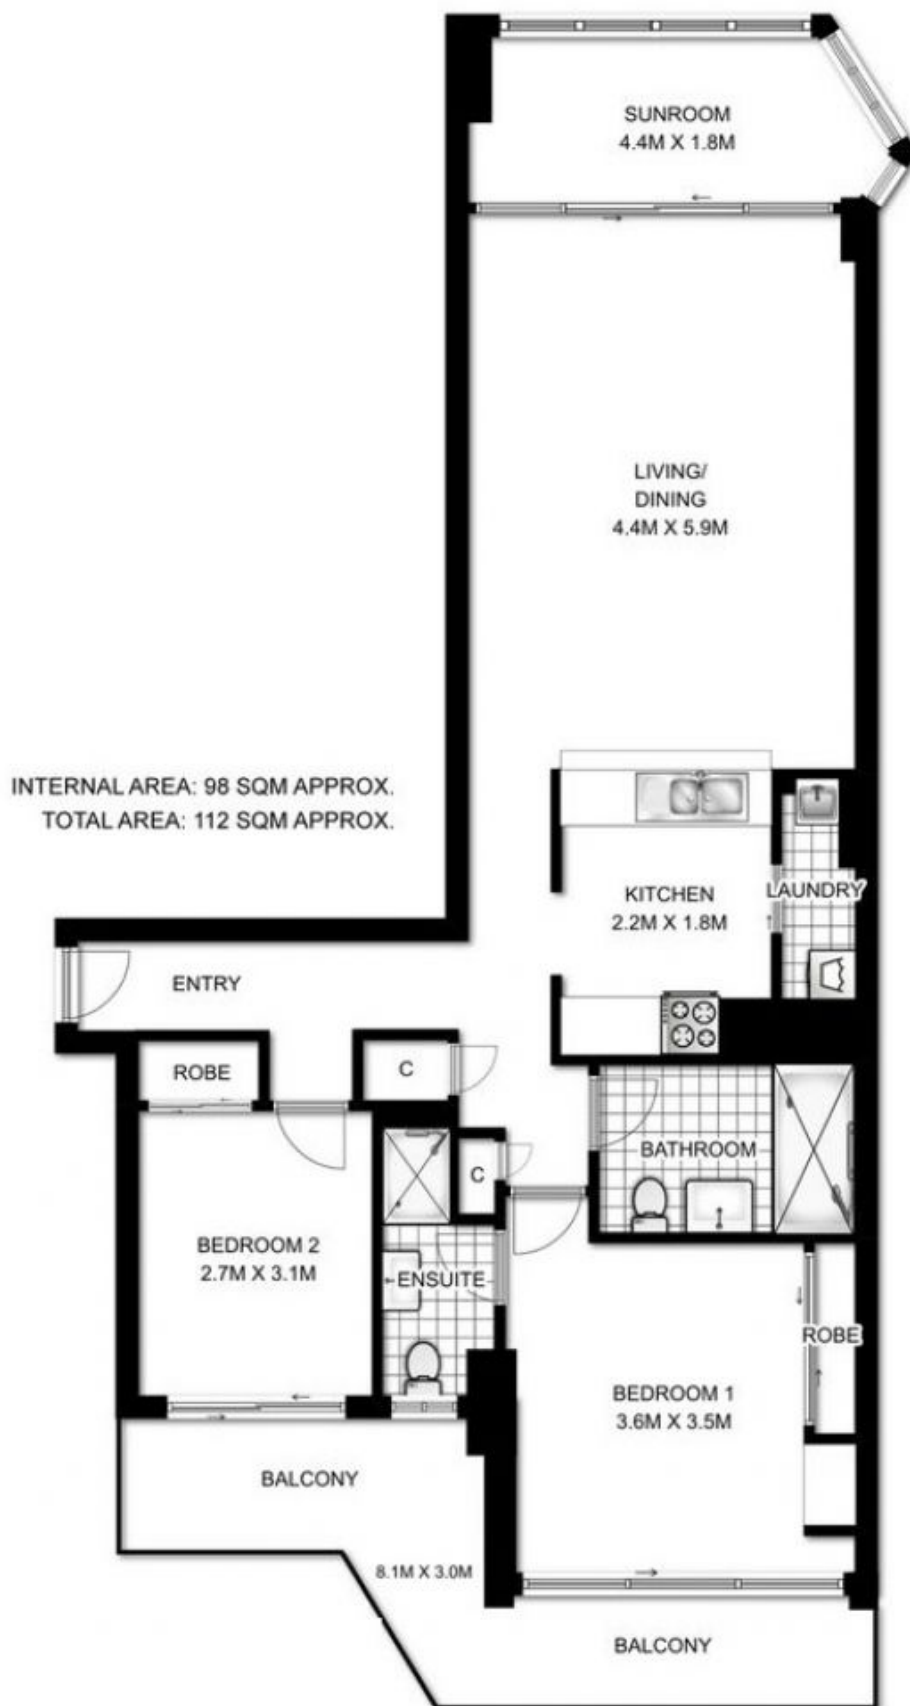 SUNROOM
4.4M X 1.8M
LIVING/
DINING
4.4M X 5.9M
INTERNAL AREA: 98 SQM APPROX.
TOTAL AREA: 112 SQM APPROX.
KITCHEN
2.2M X 1.8M
LAUNDRY
ENTRY
ROBE
C
BATHROOM
C
BEDROOM 2
2.7M X 3.1M
ENSUITE
ROBE
BEDROOM 1
3.6M X 3.5M
BALCONY
8.1M X 3.0M
BALCONY